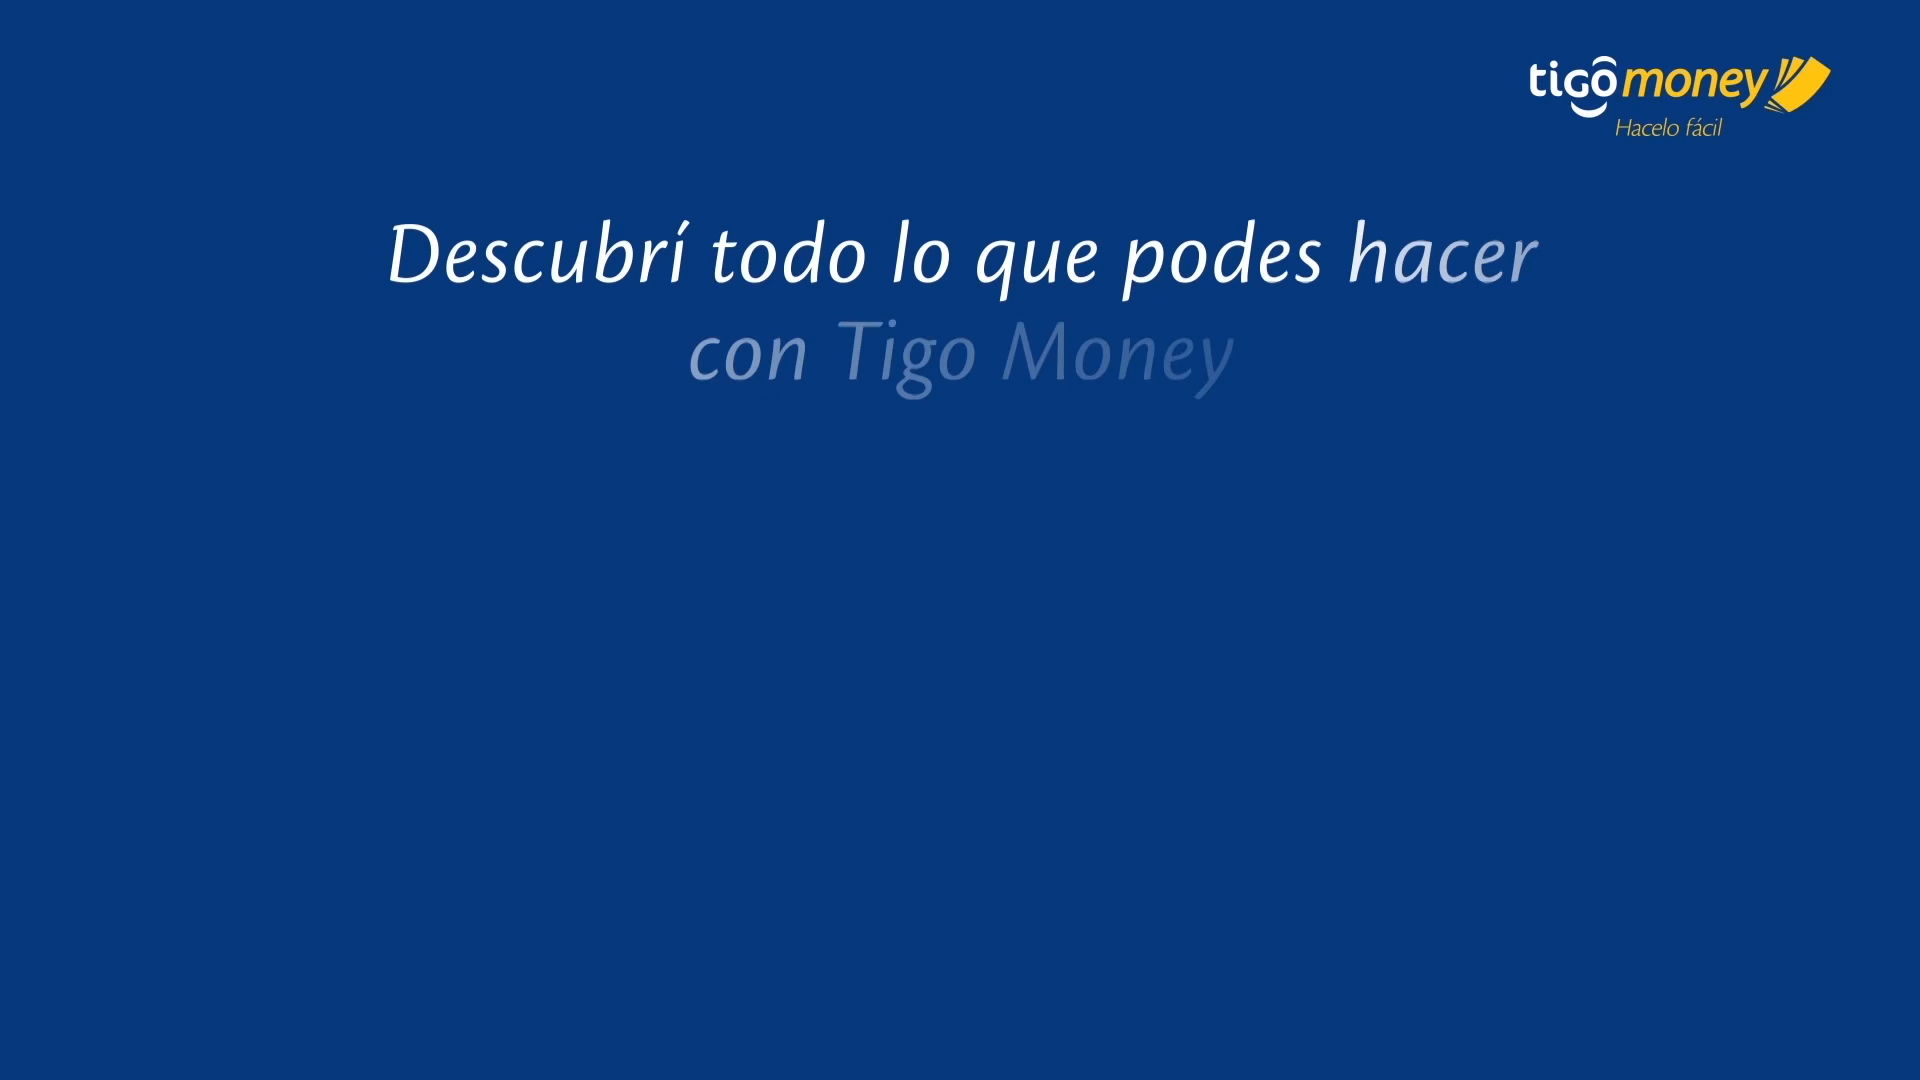 tigo money
Hacelo fácil
Descubrí todo lo que podes hacer
con Tigo Money